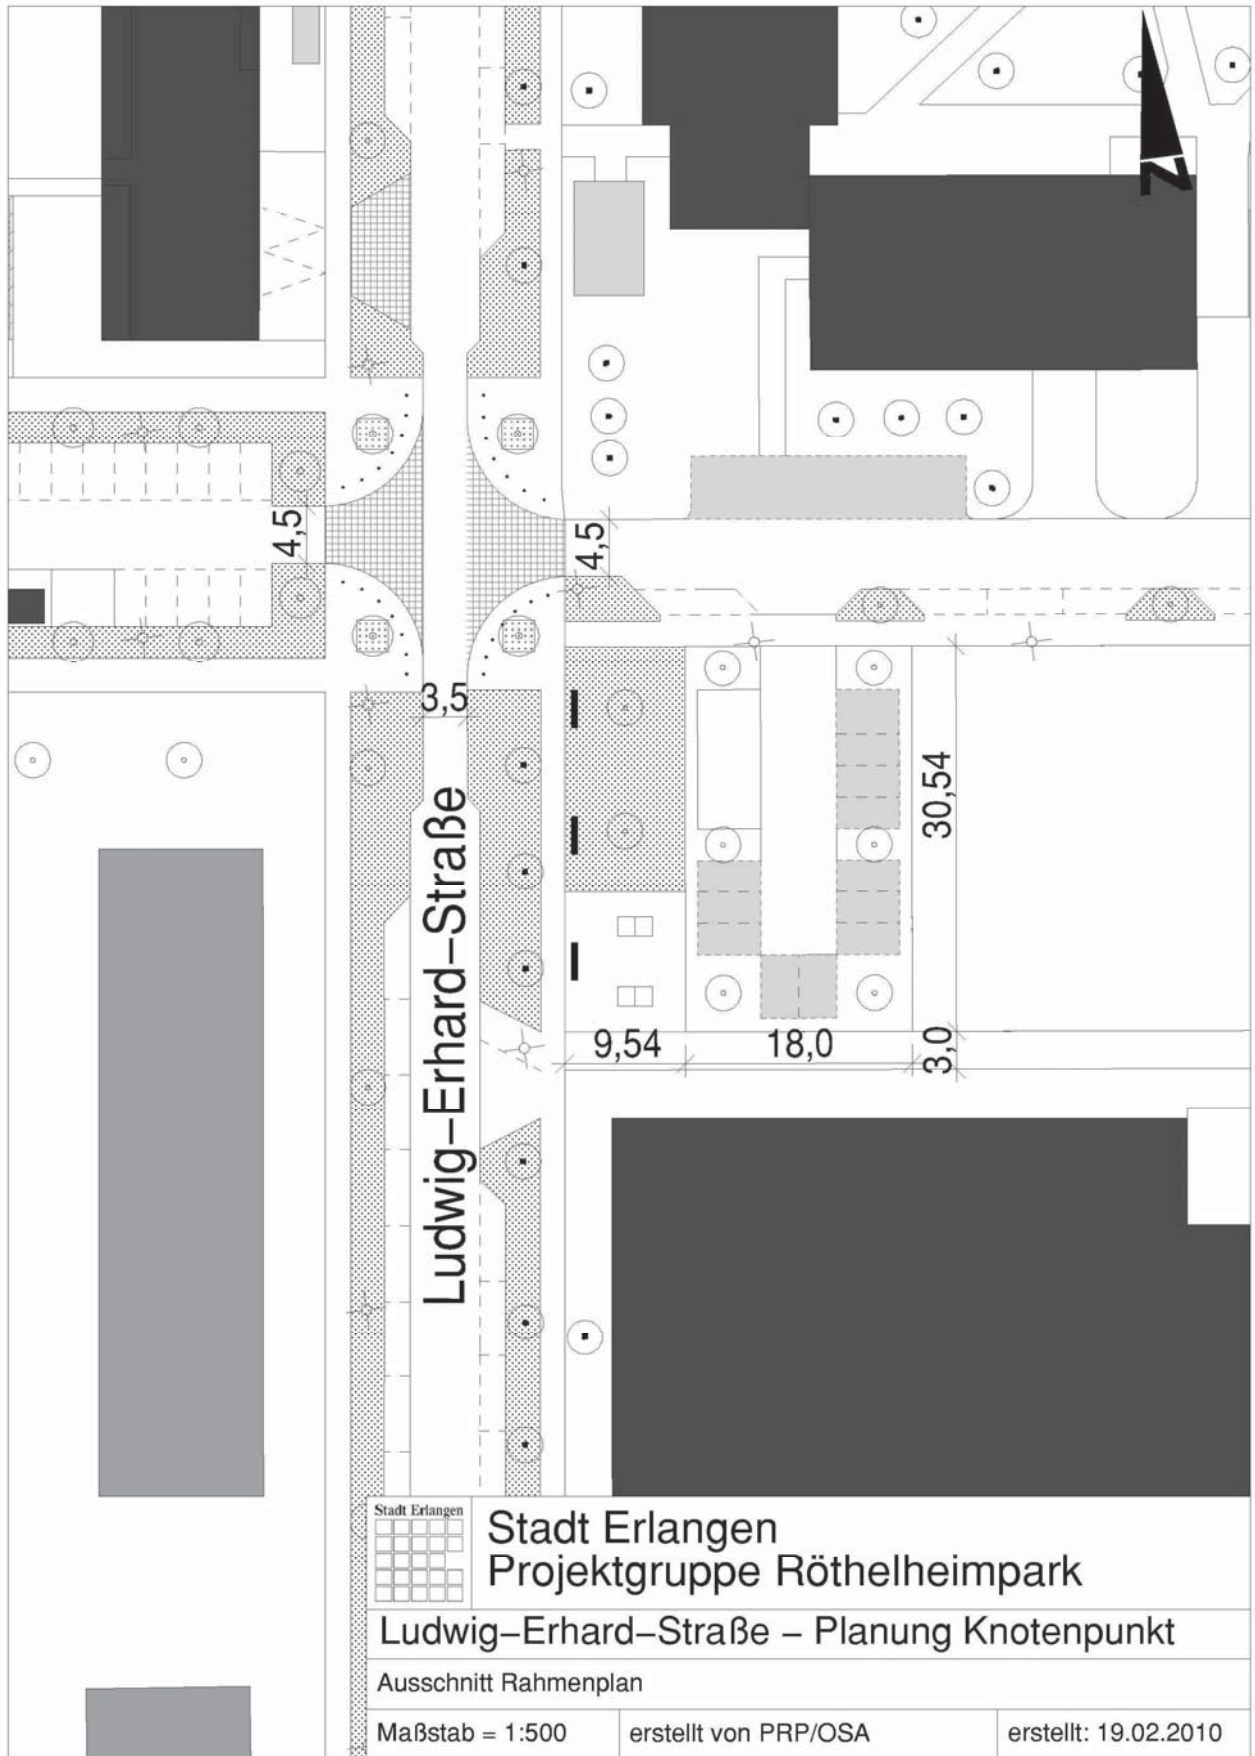 N
4,5
4,5
3,5
30,54
Ludwig–Erhard–Straße
9,54
18,0
3,0
Stadt Erlangen
Stadt Erlangen
Projektgruppe Röthelheimpark
Ludwig–Erhard–Straße – Planung Knotenpunkt
Ausschnitt Rahmenplan
Maßstab = 1:500
erstellt von PRP/OSA
erstellt: 19.02.2010